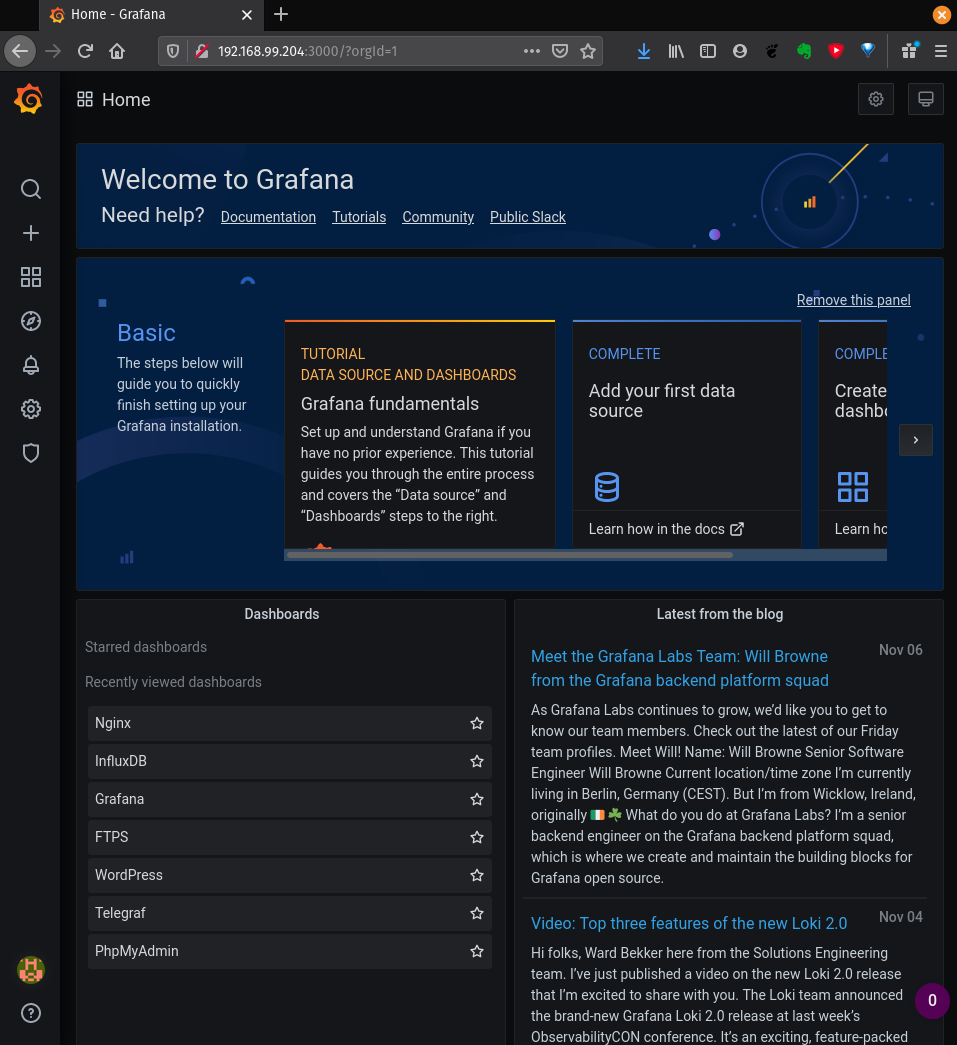 Home - Grafana
192.168.99.204:3000/?orgId=1
Home
Welcome to Grafana
Need help? Documentation Tutorials Community Public Slack
Remove this panel
Basic
The steps below will
guide you to quickly
finish setting up your
Grafana installation.
TUTORIAL
DATA SOURCE AND DASHBOARDS
Grafana fundamentals
Set up and understand Grafana if you
have no prior experience. This tutorial
guides you through the entire process
and covers the “Data source” and
“Dashboards” steps to the right.
COMPLETE
Add your first data
source
Learn how in the docs
COMPLE
Create
dashbo
Learn ho
Dashboards
Starred dashboards
Recently viewed dashboards
Nginx
InfluxDB
Grafana
FTPS
WordPress
Telegraf
PhpMyAdmin
Latest from the blog
Nov 06
Meet the Grafana Labs Team: Will Browne
from the Grafana backend platform squad
As Grafana Labs continues to grow, we’d like you to get to
know our team members. Check out the latest of our Friday
team profiles. Meet Will! Name: Will Browne Senior Software
Engineer Will Browne Current location/time zone I’m currently
living in Berlin, Germany (CEST). But I’m from Wicklow, Ireland,
originally 🇮🇪 ☘️ What do you do at Grafana Labs? I’m a senior
backend engineer on the Grafana backend platform squad,
which is where we create and maintain the building blocks for
Grafana open source.
Nov 04
Video: Top three features of the new Loki 2.0
Hi folks, Ward Bekker here from the Solutions Engineering
team. I’ve just published a video on the new Loki 2.0 release
that I’m excited to share with you. The Loki team announced
the brand-new Grafana Loki 2.0 release at last week’s
ObservabilityCON conference. It’s an exciting, feature-packed
0